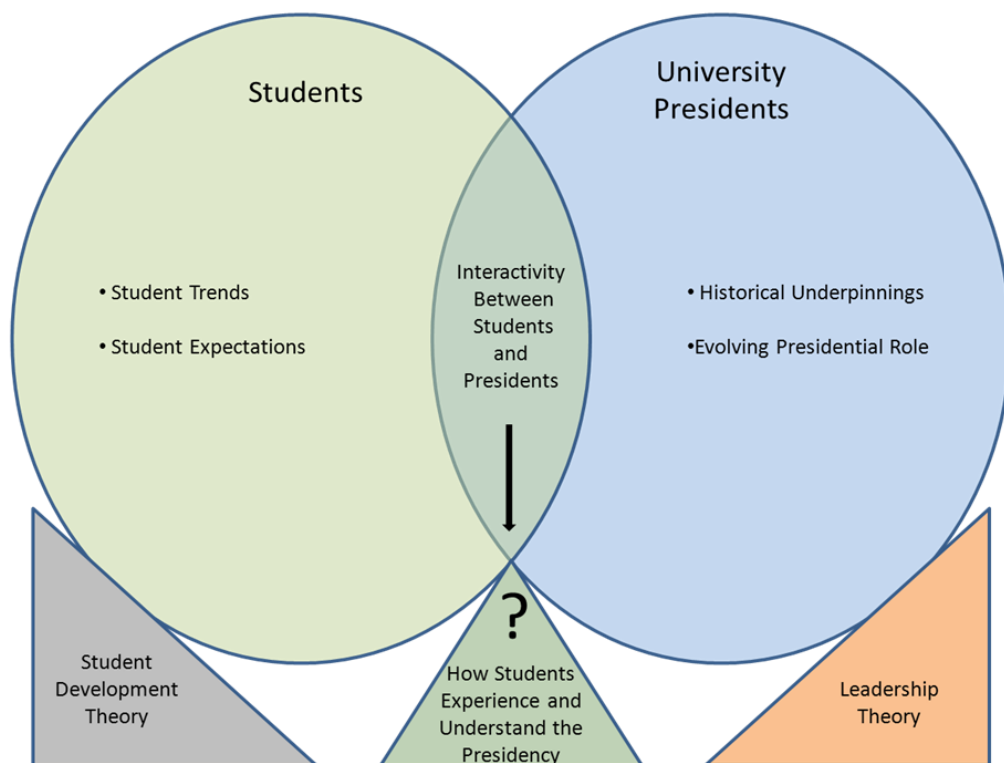 Students
University
Presidents
• Student Trends
• Student Expectations
Interactivity
Between
Students
and
Presidents
• Historical Underpinnings
•Evolving Presidential Role
?
Student
Development
Theory
How Students
Experience and
Understand the
Presidency
Leadership
Theory